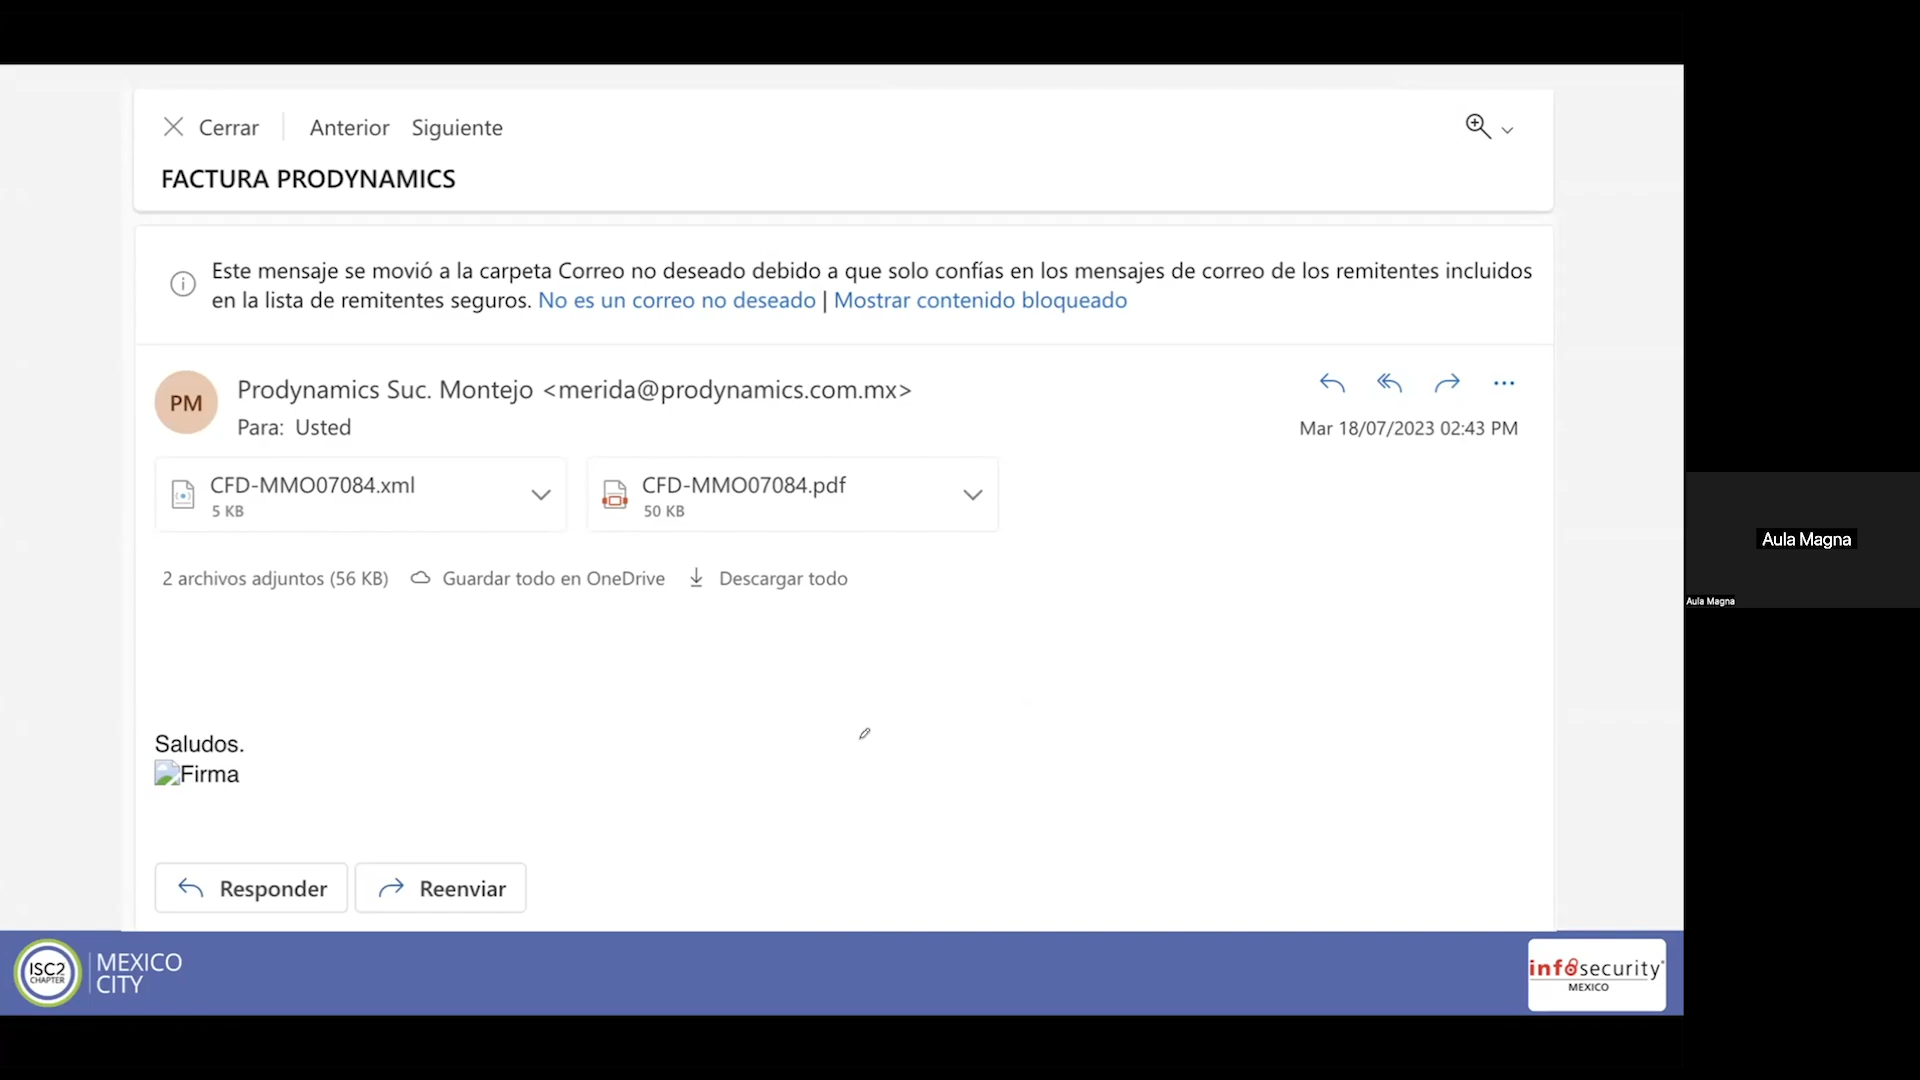 Cerrar Anterior Siguiente
FACTURA PRODYNAMICS
Este mensaje se movió a la carpeta Correo no deseado debido a que solo confías en los mensajes de correo de los remitentes incluidos
en la lista de remitentes seguros. No es un correo no deseado | Mostrar contenido bloqueado
PM
Prodynamics Suc. Montejo <merida@prodynamics.com.mx>
Para: Usted
Mar 18/07/2023 02:43 PM
CFD-MMO07084.xml
5 KB
CFD-MMO07084.pdf
50 KB
2 archivos adjuntos (56 KB) Guardar todo en OneDrive Descargar todo
Saludos.
Firma
Responder Reenviar
ISC2
CHAPTER
MEXICO
CITY
infosecurity
MEXICO
Aula Magna
Aula Magna